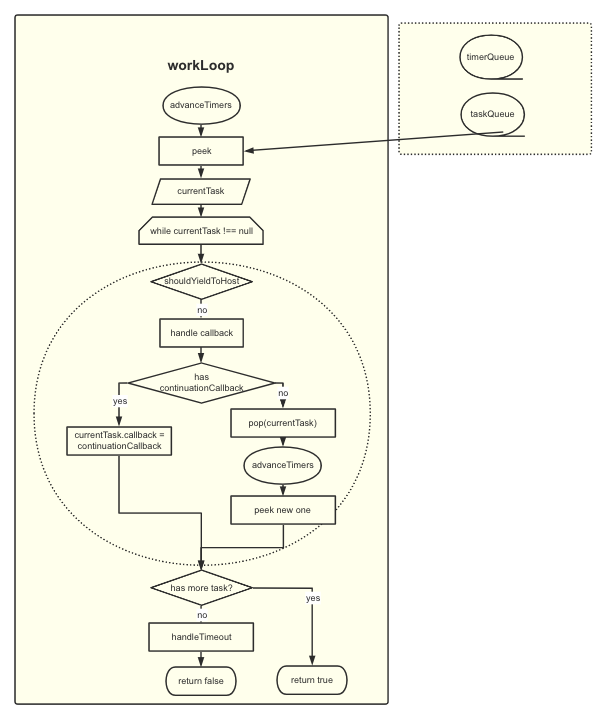 workLoop
timerQueue
taskQueue
advanceTimers
peek
currentTask
while currentTask !== null
shouldYieldToHost
no
handle callback
has
continuationCallback
yes
no
currentTask.callback =
continuationCallback
pop(currentTask)
advanceTimers
peek new one
has more task?
yes
no
handleTimeout
return false
return true